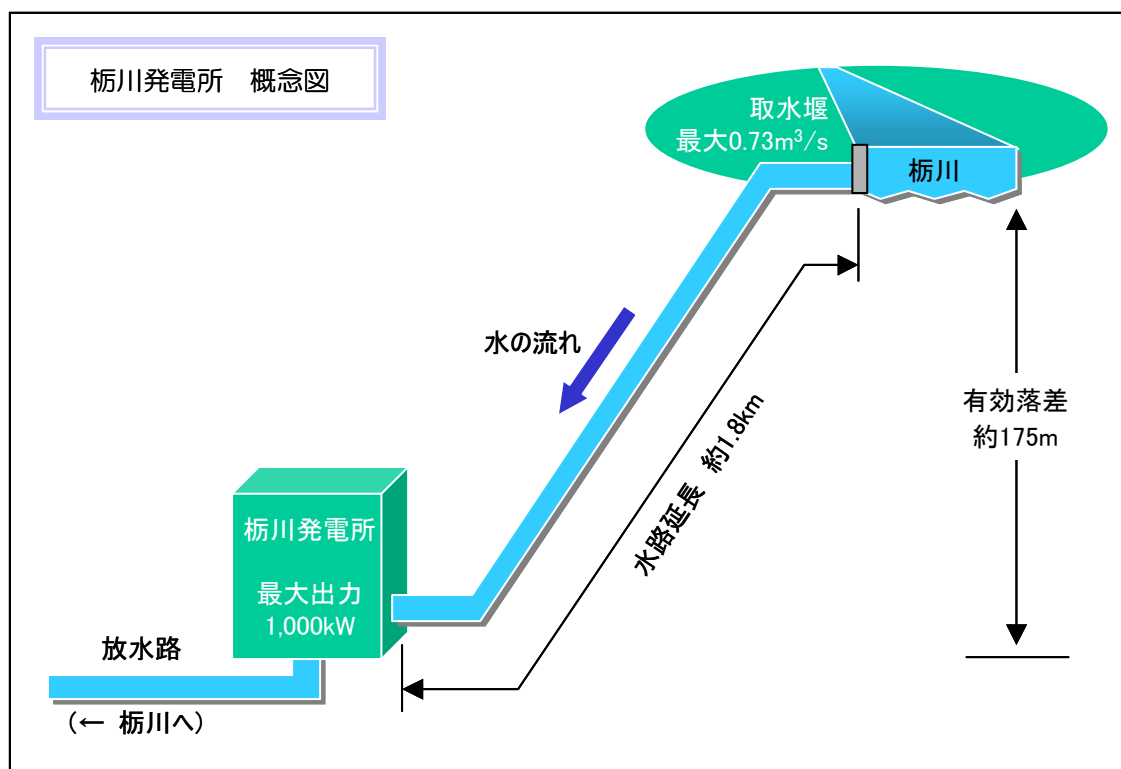 栃川発電所　概念図
取水堰
最大0.73m³/s
栃川
水の流れ
有効落差
約175m
水路延長 約1.8km
栃川発電所
最大出力
1,000kW
放水路
(← 栃川へ)